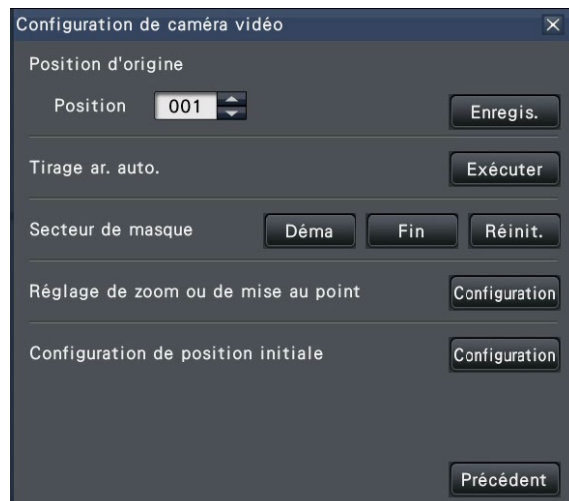 Configuration de caméra vidéo
Position d'origine
Position 001 Enregis.
Tirage ar. auto. Exécuter
Secteur de masque Déma Fin Réinit.
Réglage de zoom ou de mise au point Configuration
Configuration de position initiale Configuration
Précédent